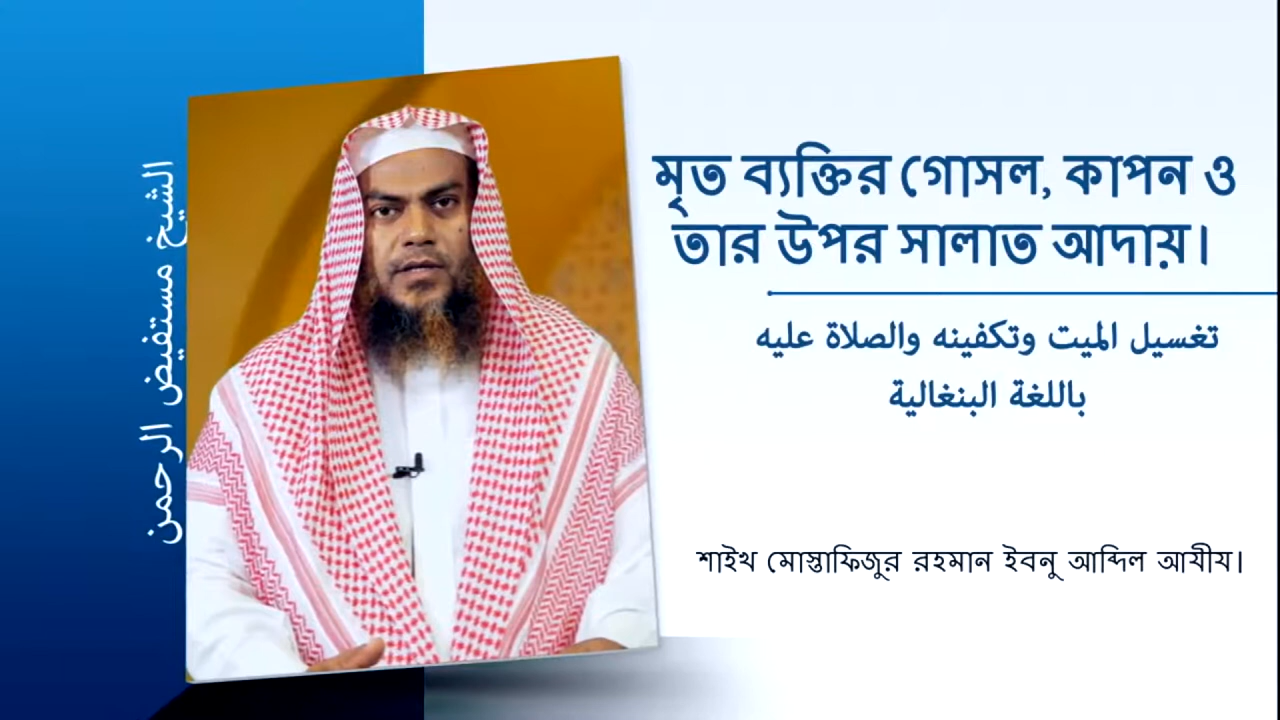 الشيخ مستفيض الرحمن
মৃত ব্যক্তির গোসল, কাপন ও
তার উপর সালাত আদায়।
تغسيل الميت وتكفينه والصلاة عليه
باللغة البنغالية
শাইখ মোস্তাফিজুর রহমান ইবনু আব্দিল আযীয।